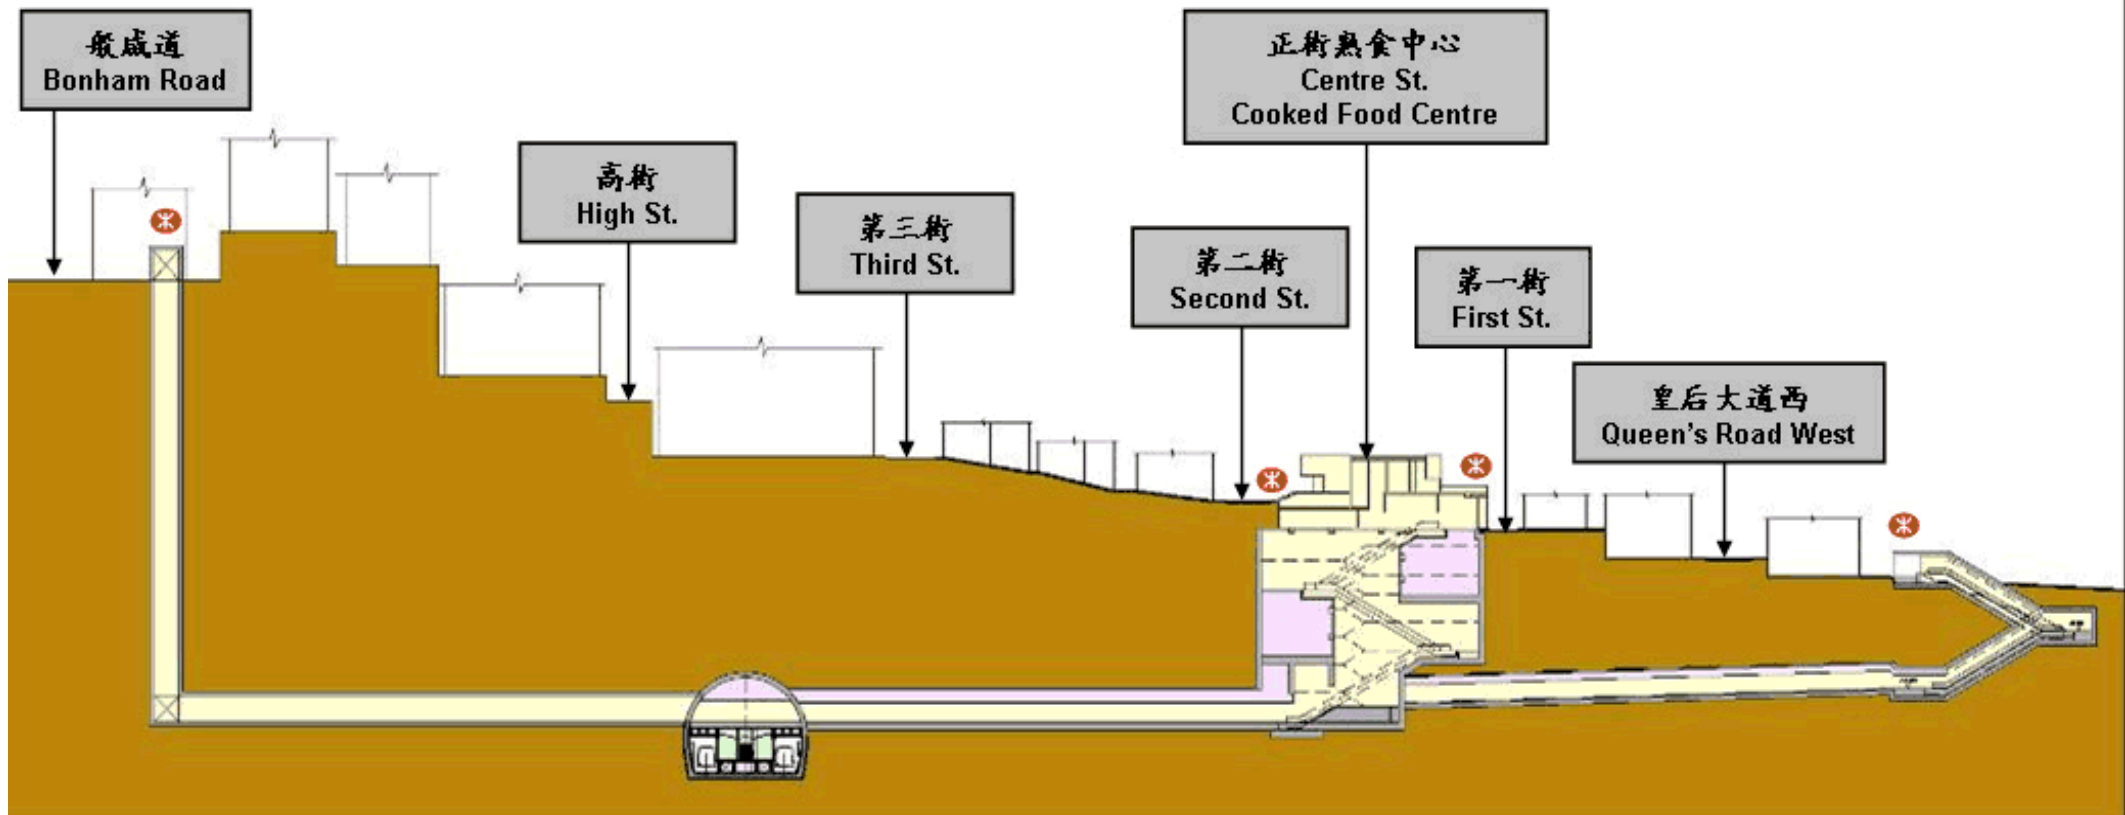 般咸道
Bonham Road
高街
High St.
第三街
Third St.
第二街
Second St.
正街熟食中心
Centre St.
Cooked Food Centre
第一街
First St.
皇后大道西
Queen's Road West